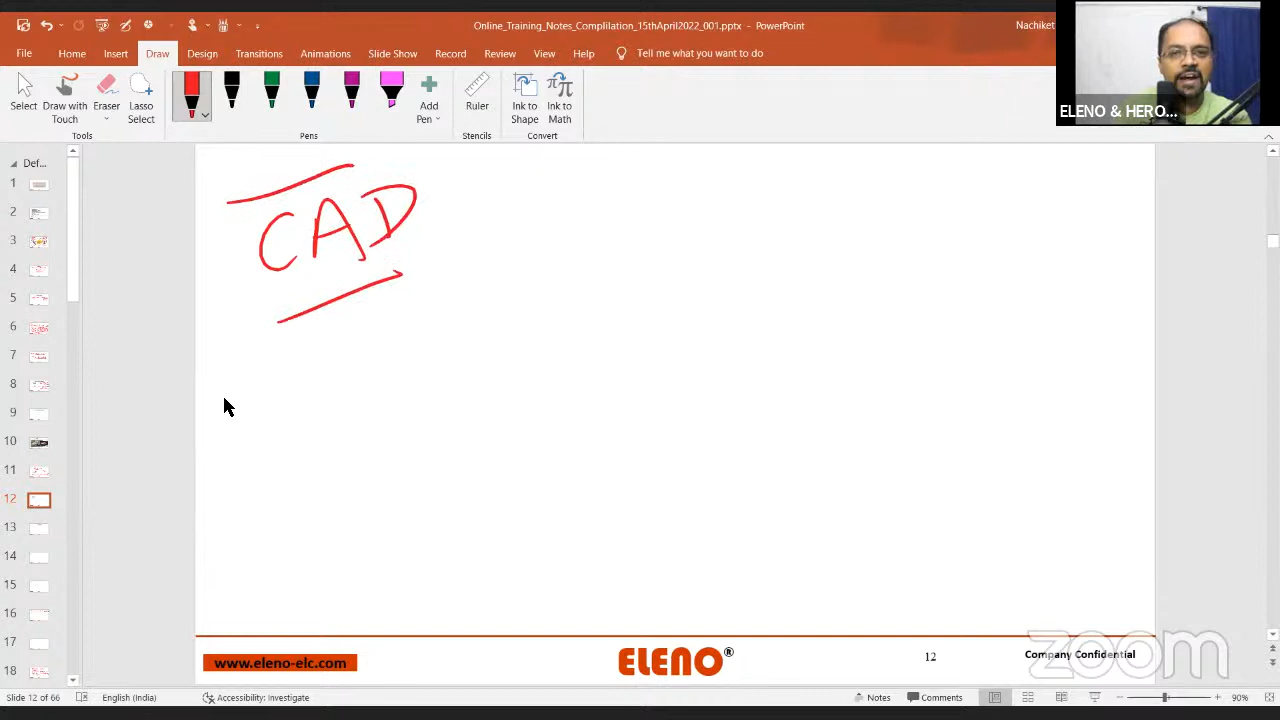 Online_Training_Notes_Complilation_15thApril2022_001.pptx - PowerPoint
Nachiket
File Home Insert Draw Design Transitions Animations Slide Show Record Review View Help Tell me what you want to do
Select Draw with Touch Eraser Lasso Select Add Pen Ruler Ink to Shape Ink to Math
Tools Pens Stencils Convert
ELENO & HERO...
Def...
1
2
3
4
5
6
7
8
9
10
11
12
13
14
15
16
17
18
CAD
www.eleno-elc.com
ELENO®
12
Company Confidential
zoom
Slide 12 of 66 English (India) Accessibility: Investigate Notes Comments 90%